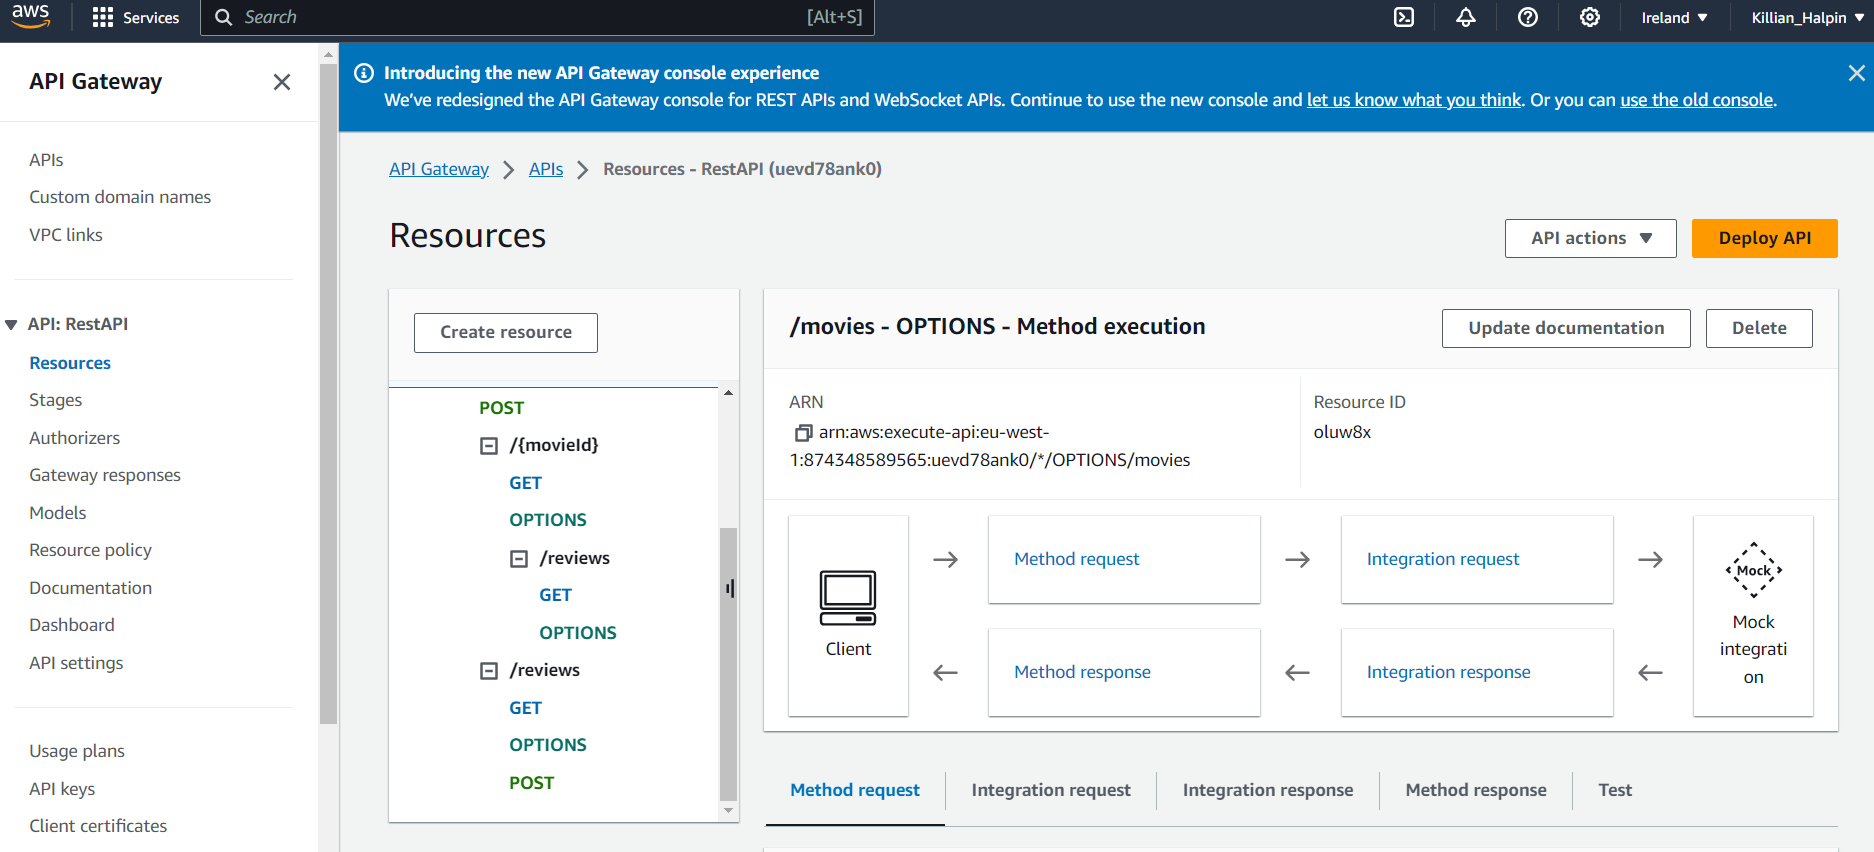 aws
Services
Search
[Alt+S]
Ireland ▼
Killian_Halpin ▼
API Gateway
APIs
Custom domain names
VPC links
API: RestAPI
Resources
Stages
Authorizers
Gateway responses
Models
Resource policy
Documentation
Dashboard
API settings
Usage plans
API keys
Client certificates
Introducing the new API Gateway console experience
We've redesigned the API Gateway console for REST APIs and WebSocket APIs. Continue to use the new console and let us know what you think. Or you can use the old console.
API Gateway > APIs > Resources - RestAPI (uevd78ank0)
Resources
API actions ▼
Deploy API
Create resource
POST
/{movieId}
GET
OPTIONS
/reviews
GET
OPTIONS
/reviews
GET
OPTIONS
POST
/movies - OPTIONS - Method execution
Update documentation
Delete
ARN
arn:aws:execute-api:eu-west-
1:874348589565:uevd78ank0/*/OPTIONS/movies
Resource ID
oluw8x
Client
Method request
Integration request
Mock
Mock
integrati
on
Method response
Integration response
Method request
Integration request
Integration response
Method response
Test